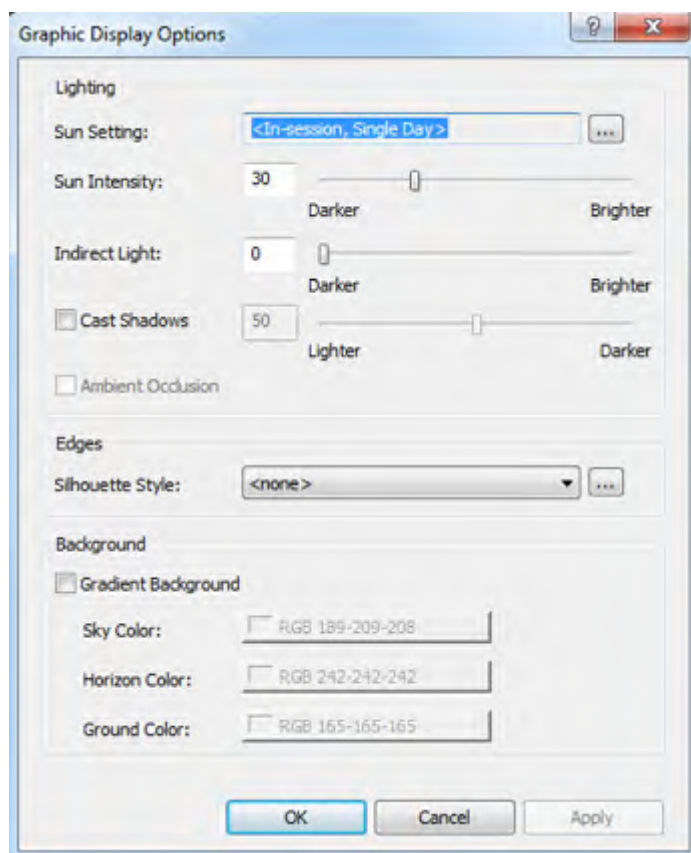 Graphic Display Options
?
Lighting
Sun Setting: <In-session, Single Day> ...
Sun Intensity: 30
Darker Brighter
Indirect Light: 0
Darker Brighter
Cast Shadows 50
Lighter Darker
Ambient Occlusion
Edges
Silhouette Style: <none> ...
Background
Gradient Background
Sky Color: RGB 189-209-208
Horizon Color: RGB 242-242-242
Ground Color: RGB 165-165-165
OK Cancel Apply